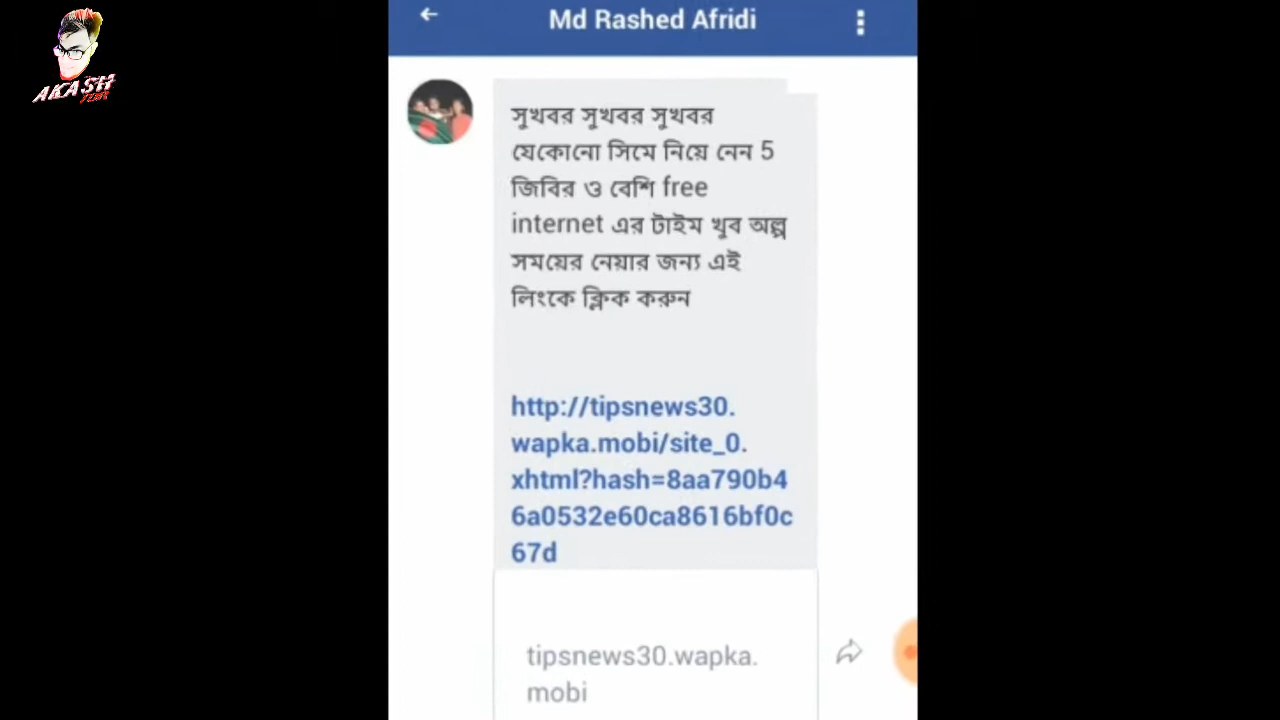 AKASH
Md Rashed Afridi
সুখবর সুখবর সুখবর
যেকোনো সিমে নিয়ে নেন 5
জিবির ও বেশি free
internet এর টাইম খুব অল্প
সময়ের নেয়ার জন্য এই
লিংকে ক্লিক করুন
http://tipsnews30.
wapka.mobi/site_0.
xhtml?hash=8aa790b4
6a0532e60ca8616bf0c
67d
tipsnews30.wapka.
mobi